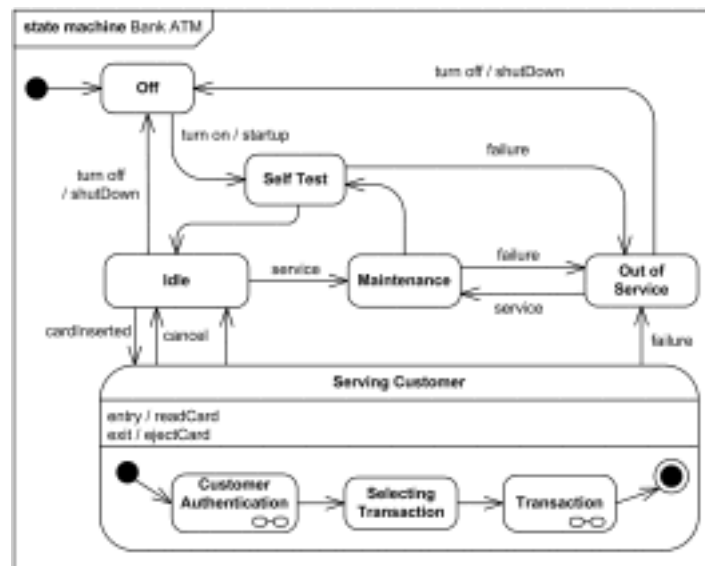 state machine Bank ATM
turn off / shutDown
Off
turn on / startup
failure
turn off
/ shutDown
Self Test
Idle
service
Maintenance
failure
service
Out of
Service
cardInserted
cancel
failure
Serving Customer
entry / readCard
exit / ejectCard
Customer
Authentication
Selecting
Transaction
Transaction